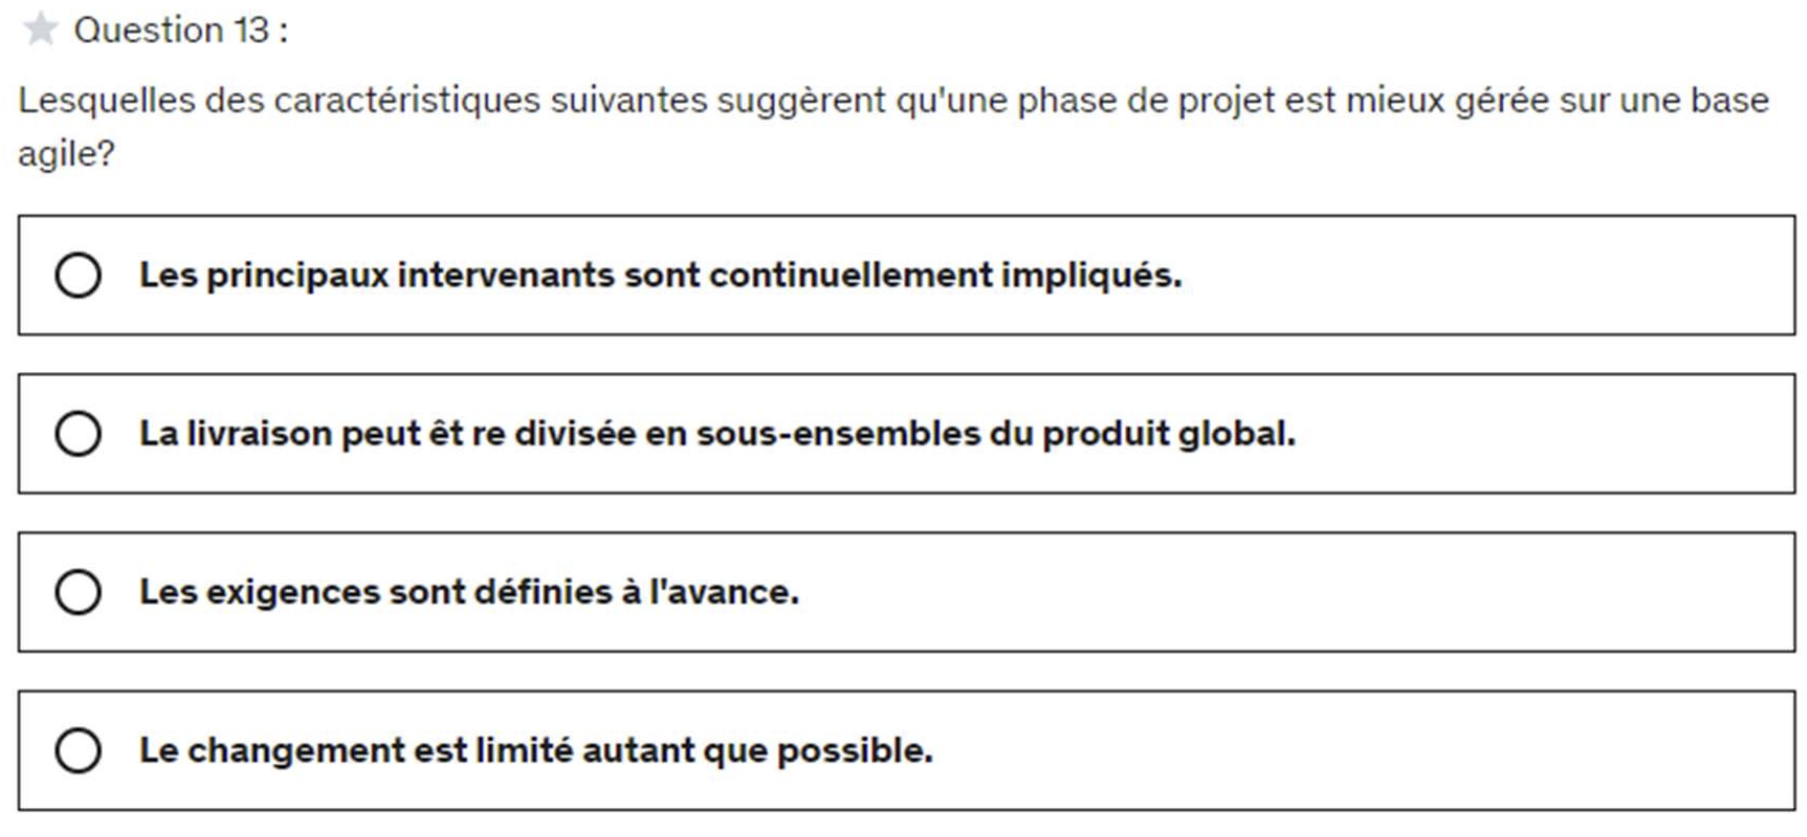 Question 13 :
Lesquelles des caractéristiques suivantes suggèrent qu'une phase de projet est mieux gérée sur une base
agile?
Les principaux intervenants sont continuellement impliqués.
La livraison peut êt re divisée en sous-ensembles du produit global.
Les exigences sont définies à l'avance.
Le changement est limité autant que possible.